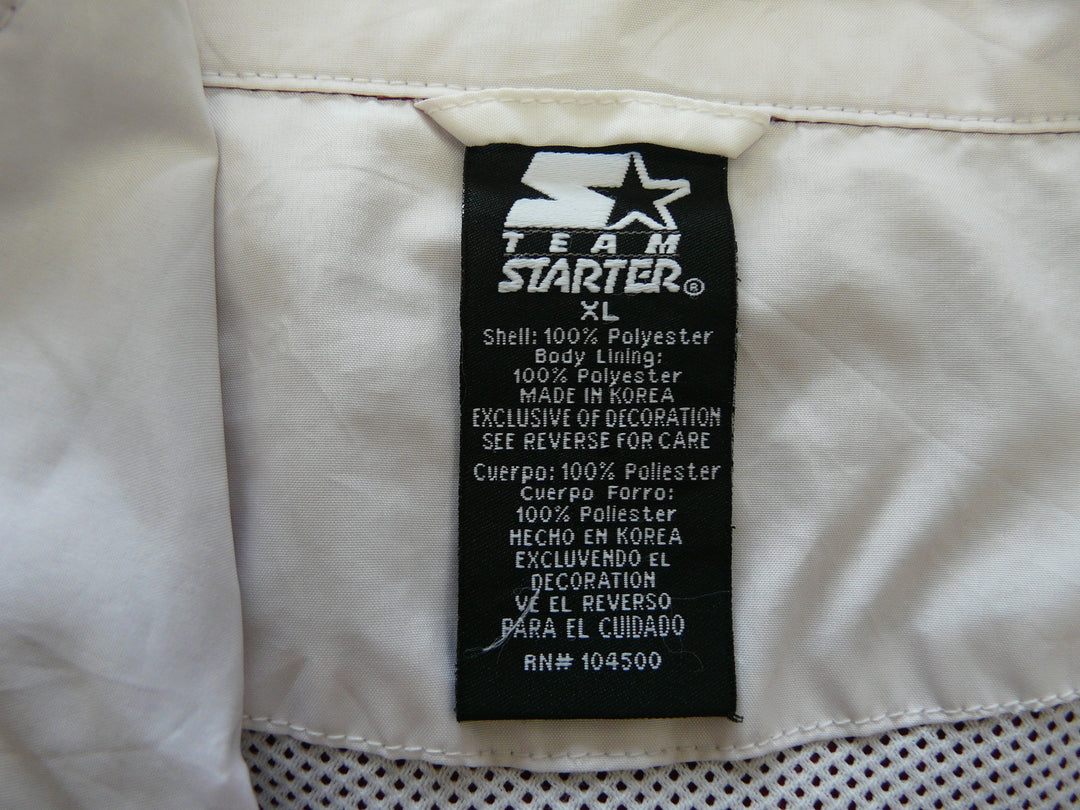 TEAM
STARTER®
XL
Shell: 100% Polyester
Body Lining:
100% Polyester
MADE IN KOREA
EXCLUSIVE OF DECORATION
SEE REVERSE FOR CARE
Cuerpo: 100% Poliester
Cuerpo Forro:
100% Poliester
HECHO EN KOREA
EXCLUVENDO EL
DECORATION
VE EL REVERSO
PARA EL CUIDADO
RN# 104500